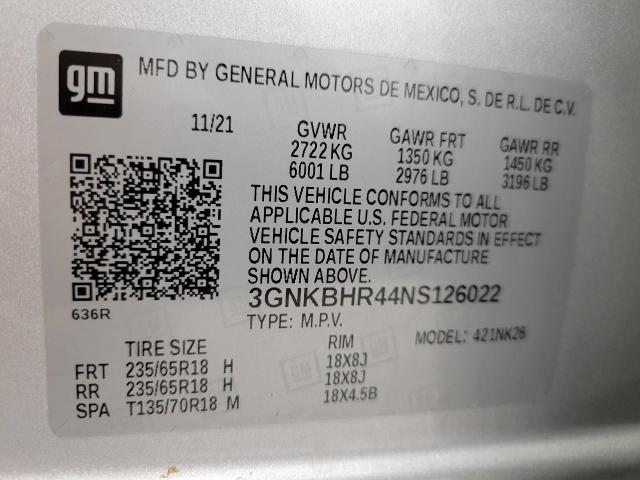 gm
MFD BY GENERAL MOTORS DE MEXICO, S. DE R.L. DE C.V.
11/21 GVWR GAWR FRT GAWR RR
2722 KG 1350 KG 1450 KG
6001 LB 2976 LB 3196 LB
THIS VEHICLE CONFORMS TO ALL
APPLICABLE U.S. FEDERAL MOTOR
VEHICLE SAFETY STANDARDS IN EFFECT
ON THE DATE OF MANUFACTURE
SHOWN ABOVE.
636R
3GNKBHR44NS126022
TYPE: M.P.V. MODEL: 421NK26
TIRE SIZE RIM
FRT 235/65R18 H 18X8J
RR 235/65R18 H 18X8J
SPA T135/70R18 M 18X4.5B